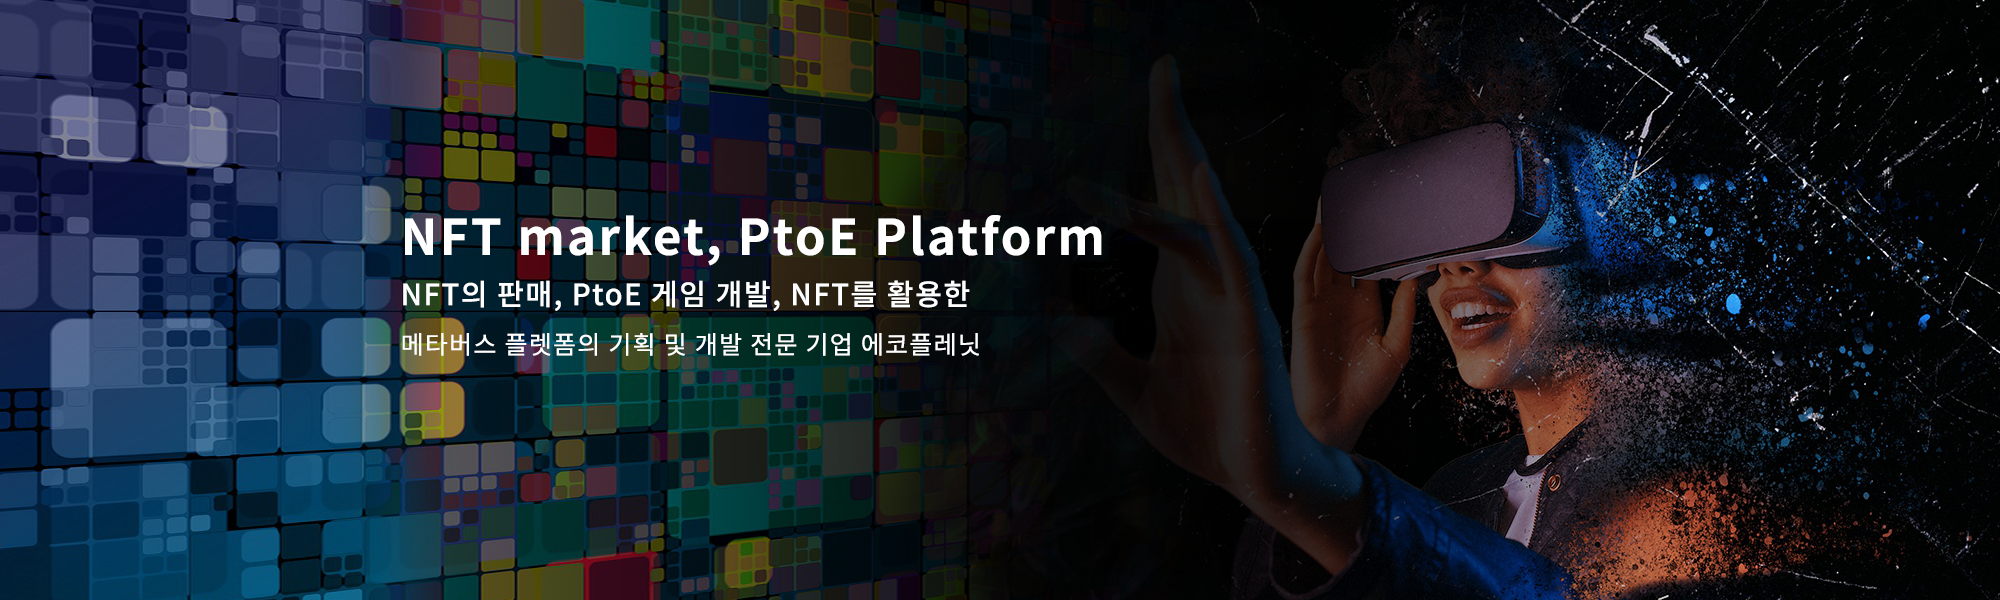 NFT market, PtoE Platform
NFT의 판매, PtoE 게임 개발, NFT를 활용한
메타버스 플렛폼의 기획 및 개발 전문 기업 에코플레닛